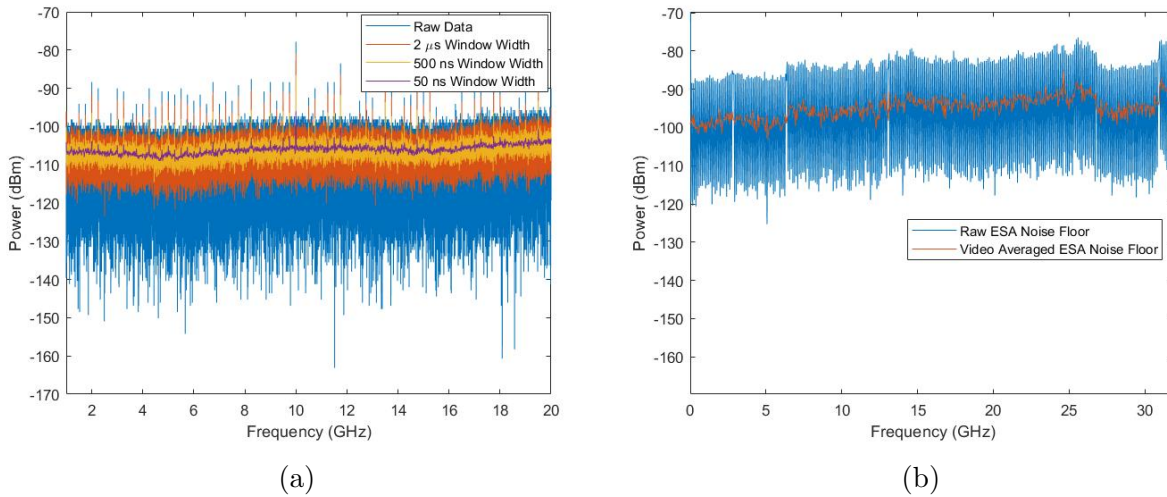 -70
-80
-90
-100
-110
-120
-130
-140
-150
-160
-170
Power (dBm)
2 4 6 8 10 12 14 16 18 20
Frequency (GHz)
Raw Data
2 μs Window Width
500 ns Window Width
50 ns Window Width
(a)
-70
-80
-90
-100
-110
-120
-130
-140
-150
-160
Power (dBm)
0 5 10 15 20 25 30
Frequency (GHz)
Raw ESA Noise Floor
Video Averaged ESA Noise Floor
(b)